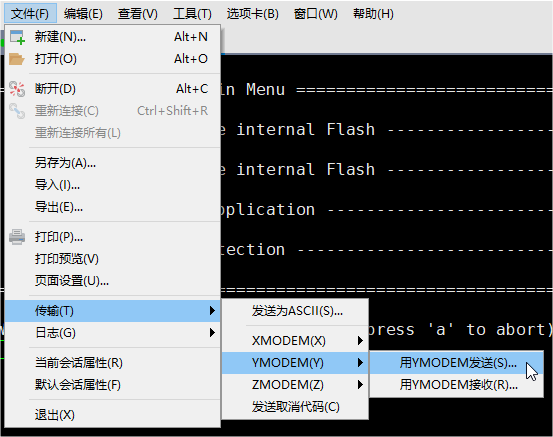 文件(F) 编辑(E) 查看(V) 工具(T) 选项卡(B) 窗口(W) 帮助(H)
新建(N)... Alt+N
打开(O) Alt+O
断开(D) Alt+C
重新连接(C) Ctrl+Shift+R
重新连接所有(L)
另存为(A)...
导入(I)...
导出(E)...
打印(P)...
打印预览(V)
页面设置(U)...
传输(T)
日志(G)
当前会话属性(R)
默认会话属性(F)
退出(X)
发送为ASCII(S)...
XMODEM(X)
YMODEM(Y)
ZMODEM(Z)
发送取消代码(C)
用YMODEM发送(S)...
用YMODEM接收(R)...
in Menu ==========================
e internal Flash -----------------
e internal Flash -----------------
plication -----------------------
tection --------------------------
press 'a' to abort)